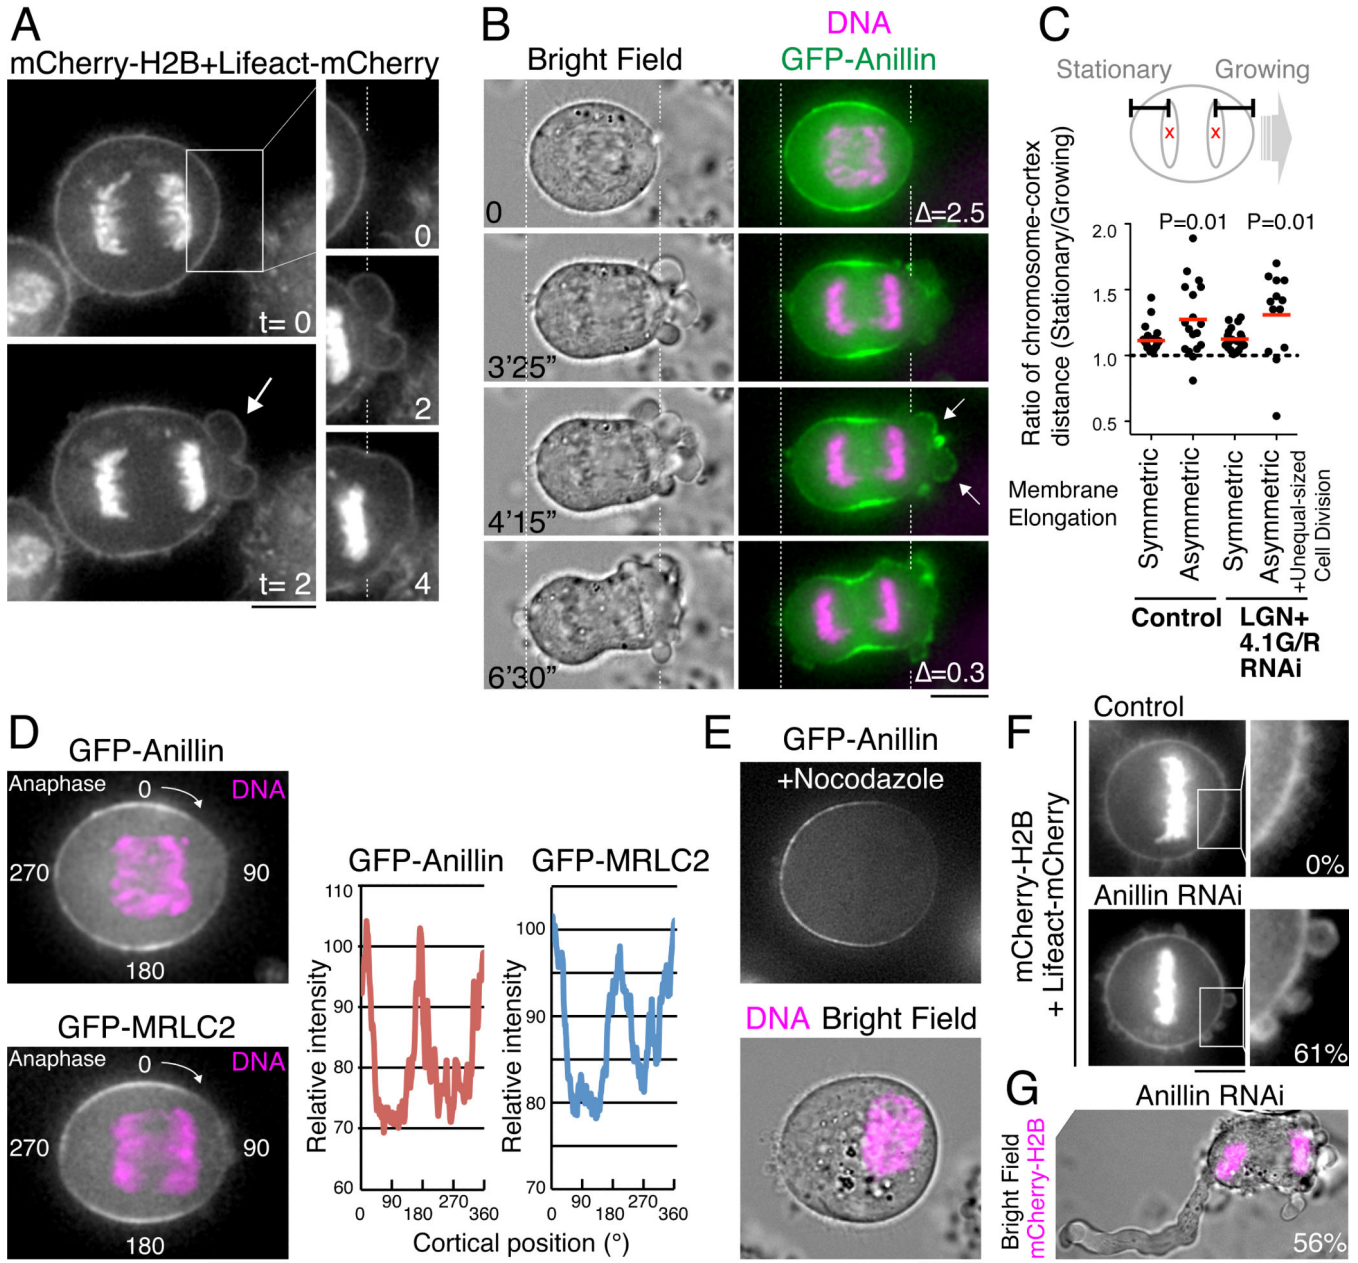 A
mCherry-H2B+Lifeact-mCherry
t= 0
0
2
t= 2
4
B
DNA
Bright Field
GFP-Anillin
0
Δ=2.5
3'25”
4'15”
6'30”
Δ=0.3
C
Stationary
Growing
x
x
Ratio of chromosome-cortex
distance (Stationary/Growing)
P=0.01
P=0.01
2.0
1.5
1.0
0.5
Membrane
Elongation
Symmetric
Asymmetric
Symmetric
Asymmetric
+Unequal-sized
Cell Division
Control
LGN+
4.1G/R
RNAi
D
GFP-Anillin
Anaphase
0
DNA
270
90
180
GFP-MRLC2
Anaphase
0
DNA
270
90
180
GFP-Anillin
Relative intensity
110
100
90
80
70
60
0
90
180
270
360
GFP-MRLC2
Relative intensity
100
90
80
70
0
90
180
270
360
Cortical position (°)
E
GFP-Anillin
+Nocodazole
DNA Bright Field
F
mCherry-H2B
+ Lifeact-mCherry
Control
0%
Anillin RNAi
61%
G
Anillin RNAi
Bright Field
mCherry-H2B
56%